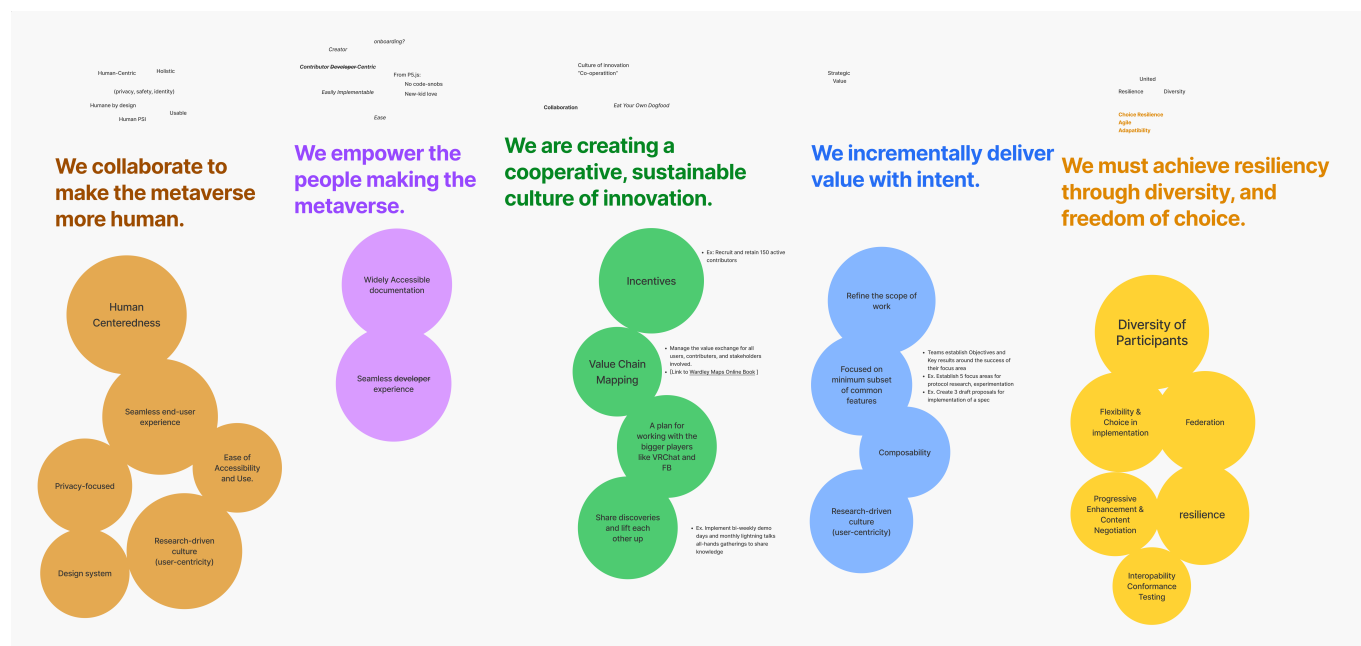 Human-Centric
Holistic
(privacy, safety, identity)
Humane by design
Usable
Human PSI
We collaborate to
make the metaverse
more human.
Human
Centeredness
Seamless end-user
experience
Ease of
Accessibility
and Use.
Privacy-focused
Research-driven
culture
(user-centricity)
Design system
onboarding?
Creator
Contributor Developer Centric
From P5.js:
No code-snobs
New-kid love
Easily Implementable
Ease
We empower the
people making the
metaverse.
Widely Accessible
documentation
Seamless developer
experience
Culture of innovation
"Co-operatition"
Collaboration
Eat Your Own Dogfood
We are creating a
cooperative, sustainable
culture of innovation.
Incentives
• Ex: Recruit and retain 150 active
contributors
Value Chain
Mapping
• Manage the value exchange for all
users, contributors, and stakeholders
involved.
• [Link to Wardley Maps Online Book ]
A plan for
working with the
bigger players
like VRChat and
FB
Share discoveries
and lift each
other up
• Ex. Implement bi-weekly demo
days and monthly lightning talks
all-hands gatherings to share
knowledge
Strategic
Value
We incrementally deliver
value with intent.
Refine the scope of
work
Focused on
minimum subset
of common
features
• Teams establish Objectives and
Key results around the success of
their focus area
• Ex. Establish 5 focus areas for
protocol research, experimentation
• Ex. Create 3 draft proposals for
implementation of a spec
Composability
Research-driven
culture
(user-centricity)
United
Resilience
Diversity
Choice Resilience
Agile
Adapatibility
We must achieve resiliency
through diversity, and
freedom of choice.
Diversity of
Participants
Flexibility &
Choice in
implementation
Federation
Progressive
Enhancement &
Content
Negotiation
resilience
Interopability
Conformance
Testing